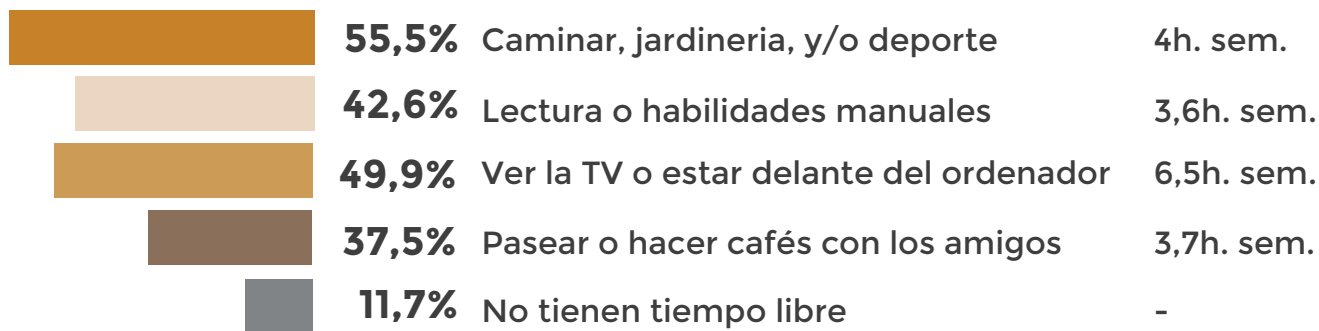 55,5% Caminar, jardineria, y/o deporte 4h. sem.
42,6% Lectura o habilidades manuales 3,6h. sem.
49,9% Ver la TV o estar delante del ordenador 6,5h. sem.
37,5% Pasear o hacer cafés con los amigos 3,7h. sem.
11,7% No tienen tiempo libre -